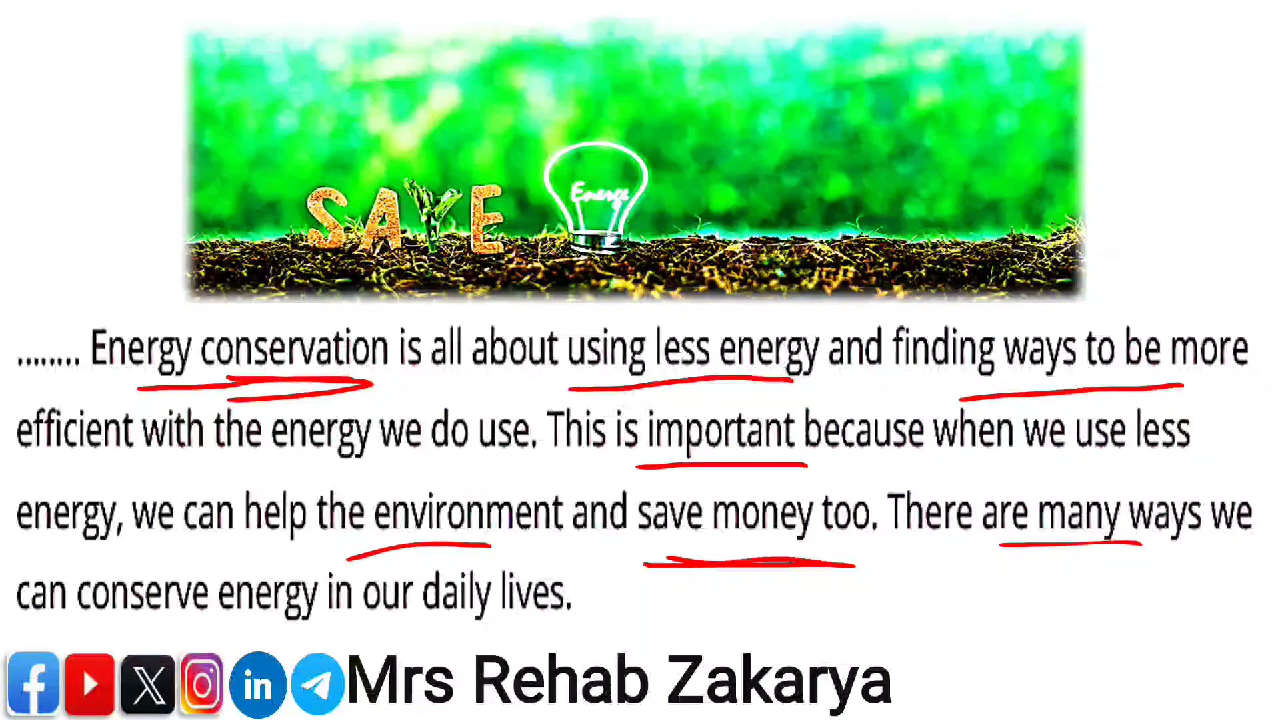 SAVE
Energy
........ Energy conservation is all about using less energy and finding ways to be more
efficient with the energy we do use. This is important because when we use less
energy, we can help the environment and save money too. There are many ways we
can conserve energy in our daily lives.
Mrs Rehab Zakarya